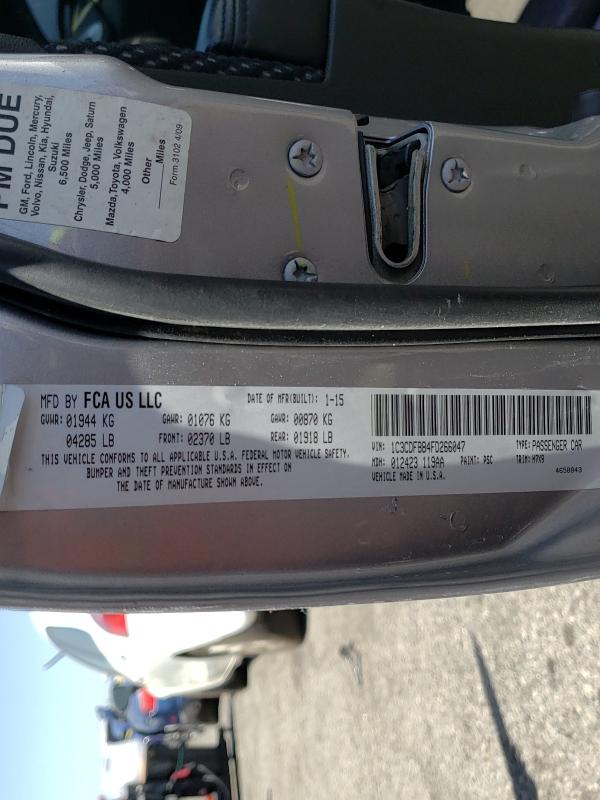 PM DUE
GM, Ford, Lincoln, Mercury,
Volvo, Nissan, Kia, Hyundai,
Suzuki
6,500 Miles
Chrysler, Dodge, Jeep, Saturn
5,000 Miles
Mazda, Toyota, Volkswagen
4,000 Miles
Other
Miles
Form 3102 4/09
MFD BY FCA US LLC DATE OF MFR(BUILT): 1-15
GVWR: 01944 KG GAWR: 01076 KG GAWR: 00870 KG
04285 LB FRONT: 02370 LB REAR: 01918 LB
THIS VEHICLE CONFORMS TO ALL APPLICABLE U.S.A. FEDERAL MOTOR VEHICLE SAFETY,
BUMPER AND THEFT PREVENTION STANDARDS IN EFFECT ON
THE DATE OF MANUFACTURE SHOWN ABOVE.
VIN: 1C3CDFBB4FD266047 TYPE: PASSENGER CAR
MDH: 012423 119AA PAINT: PSC TRIM: H7X9
VEHICLE MADE IN U.S.A. 4650843